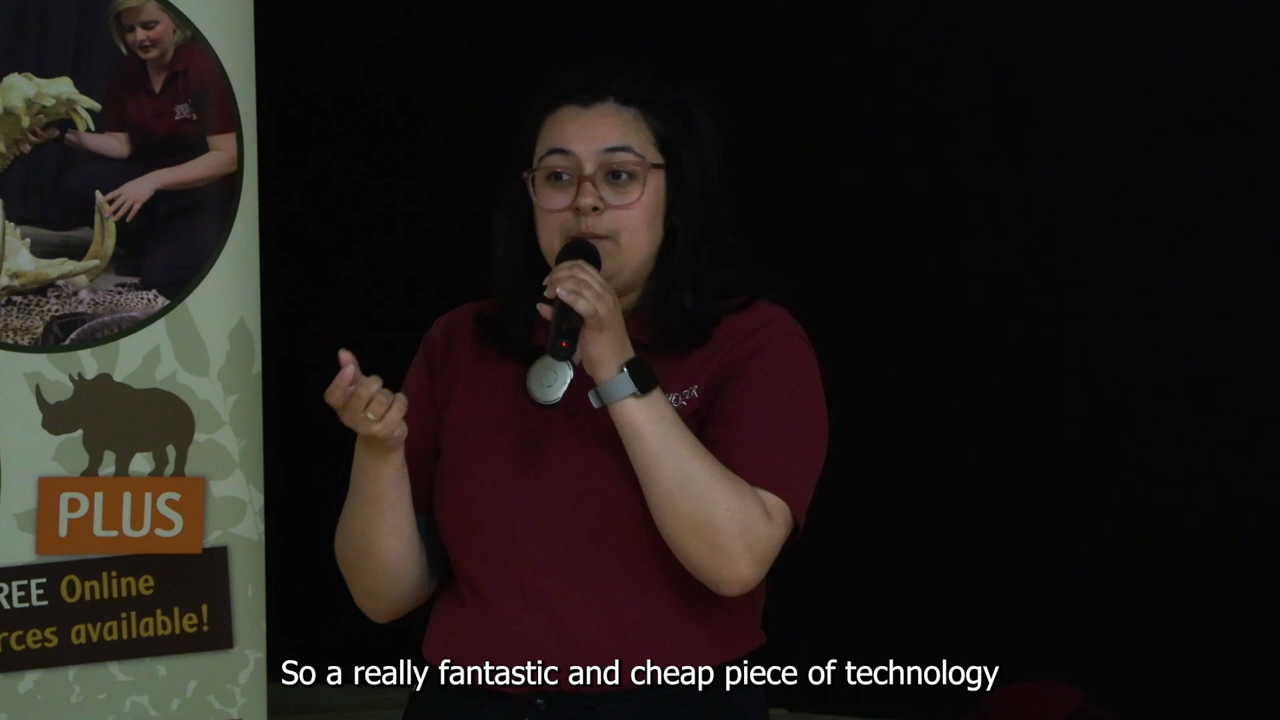 PLUS
REE Online
rces available!
So a really fantastic and cheap piece of technology